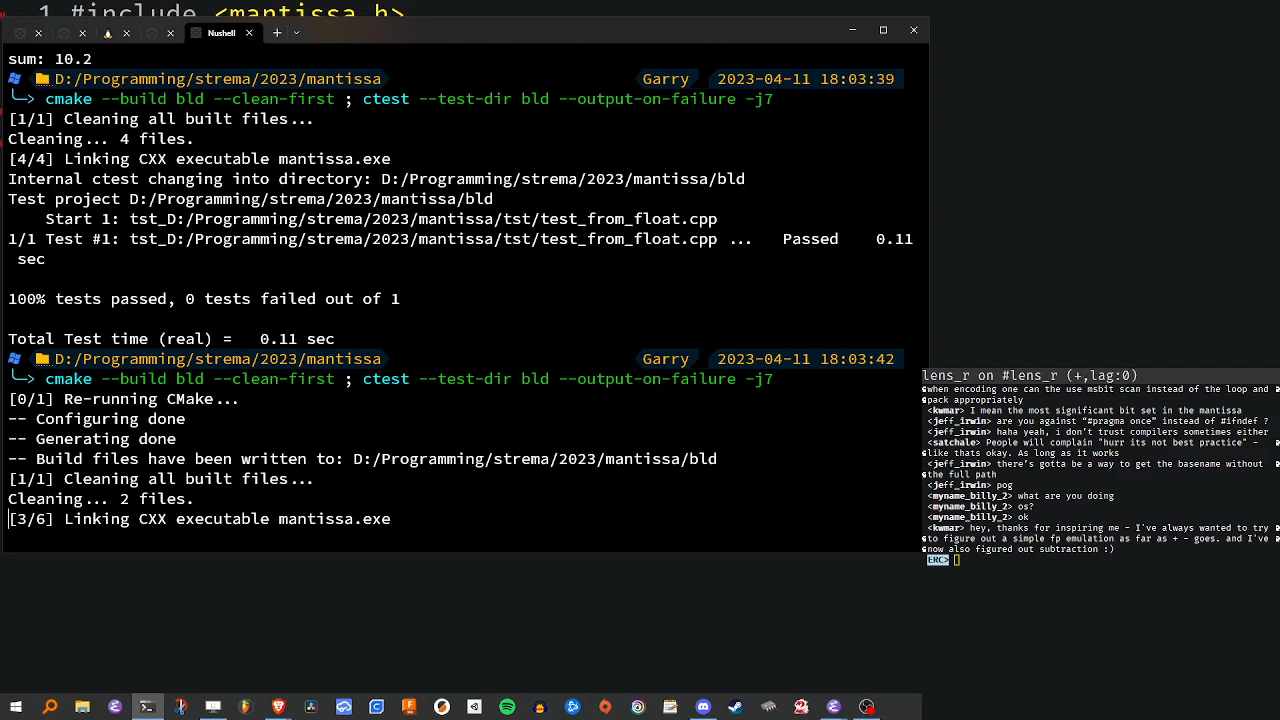 1 #include <mantissa.h>
Nushell
sum: 10.2
D:/Programming/strema/2023/mantissa Garry 2023-04-11 18:03:39
cmake --build bld --clean-first ; ctest --test-dir bld --output-on-failure -j7
[1/1] Cleaning all built files...
Cleaning... 4 files.
[4/4] Linking CXX executable mantissa.exe
Internal ctest changing into directory: D:/Programming/strema/2023/mantissa/bld
Test project D:/Programming/strema/2023/mantissa/bld
Start 1: tst_D:/Programming/strema/2023/mantissa/tst/test_from_float.cpp
1/1 Test #1: tst_D:/Programming/strema/2023/mantissa/tst/test_from_float.cpp ... Passed 0.11
sec
100% tests passed, 0 tests failed out of 1
Total Test time (real) = 0.11 sec
D:/Programming/strema/2023/mantissa Garry 2023-04-11 18:03:42
cmake --build bld --clean-first ; ctest --test-dir bld --output-on-failure -j7
[0/1] Re-running CMake...
-- Configuring done
-- Generating done
-- Build files have been written to: D:/Programming/strema/2023/mantissa/bld
[1/1] Cleaning all built files...
Cleaning... 2 files.
[3/6] Linking CXX executable mantissa.exe
lens_r on #lens_r (+,lag:0)
when encoding one can the use msbit scan instead of the loop and
pack appropriately
<kwmar> I mean the most significant bit set in the mantissa
<jeff_irwin> are you against "#pragma once" instead of #ifndef ?
<jeff_irwin> haha yeah, i don't trust compilers sometimes either
<satchale> People will complain "hurr its not best practice" -
like thats okay. As long as it works
<jeff_irwin> there's gotta be a way to get the basename without
the full path
<jeff_irwin> pog
<myname_billy_2> what are you doing
<myname_billy_2> os?
<myname_billy_2> ok
<kwmar> hey, thanks for inspiring me - I've always wanted to try
to figure out a simple fp emulation as far as + - goes. and I've
now also figured out subtraction :)
ERC>